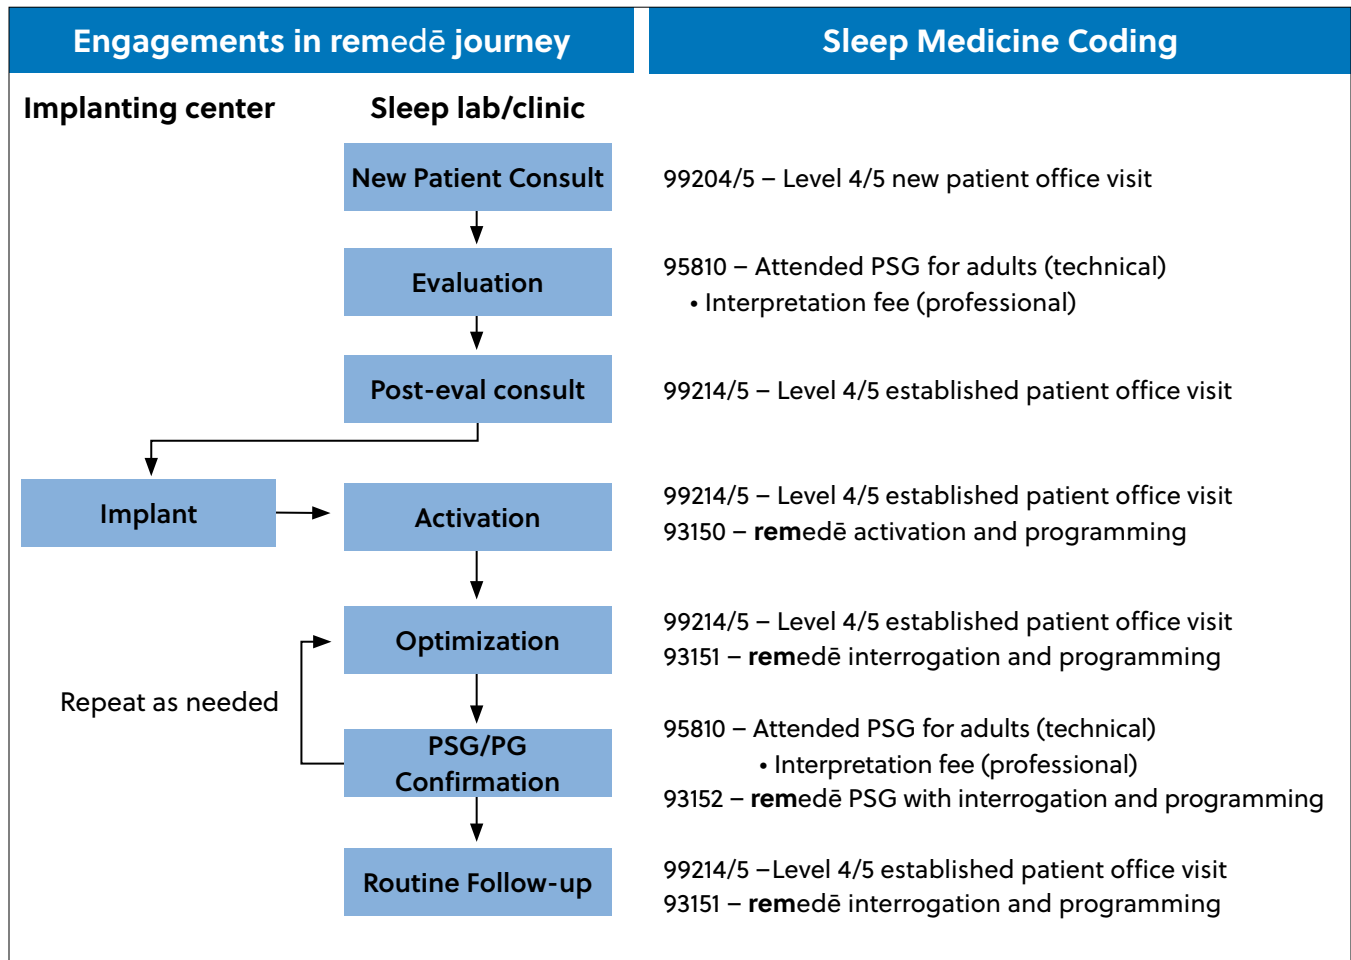 Engagements in remedē journey
Sleep Medicine Coding
Implanting center
Sleep lab/clinic
New Patient Consult
99204/5 – Level 4/5 new patient office visit
Evaluation
95810 – Attended PSG for adults (technical)
• Interpretation fee (professional)
Post-eval consult
99214/5 – Level 4/5 established patient office visit
Implant
Activation
99214/5 – Level 4/5 established patient office visit
93150 – remedē activation and programming
Optimization
99214/5 – Level 4/5 established patient office visit
93151 – remedē interrogation and programming
Repeat as needed
PSG/PG
Confirmation
95810 – Attended PSG for adults (technical)
• Interpretation fee (professional)
93152 – remedē PSG with interrogation and programming
Routine Follow-up
99214/5 –Level 4/5 established patient office visit
93151 – remedē interrogation and programming